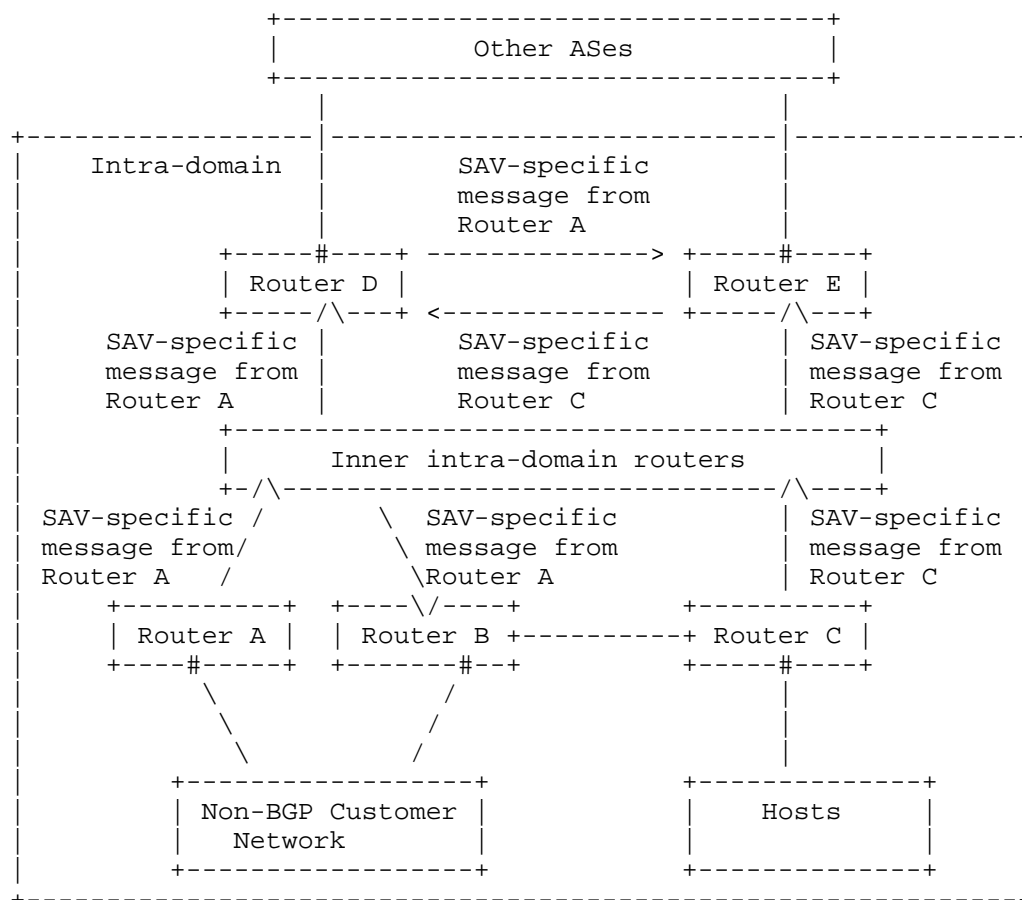 Other ASes
Intra-domain
SAV-specific
message from
Router A
Router D
Router E
SAV-specific
message from
Router A
SAV-specific
message from
Router C
SAV-specific
message from
Router C
Inner intra-domain routers
SAV-specific
message from
Router A
SAV-specific
message from
Router A
SAV-specific
message from
Router C
Router A
Router B
Router C
Non-BGP Customer
Network
Hosts